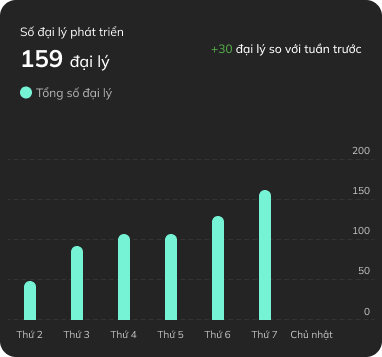 Số đại lý phát triển
159 đại lý
+30 đại lý so với tuần trước
Tổng số đại lý
200
150
100
50
0
Thứ 2 Thứ 3 Thứ 4 Thứ 5 Thứ 6 Thứ 7 Chủ nhật